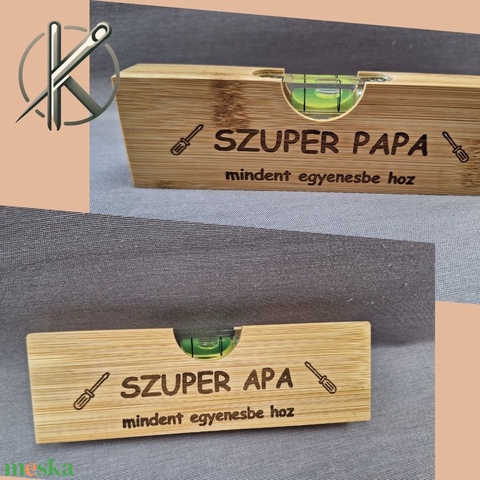 SZUPER PAPA
mindent egyenesbe hoz
SZUPER APA
mindent egyenesbe hoz
meska